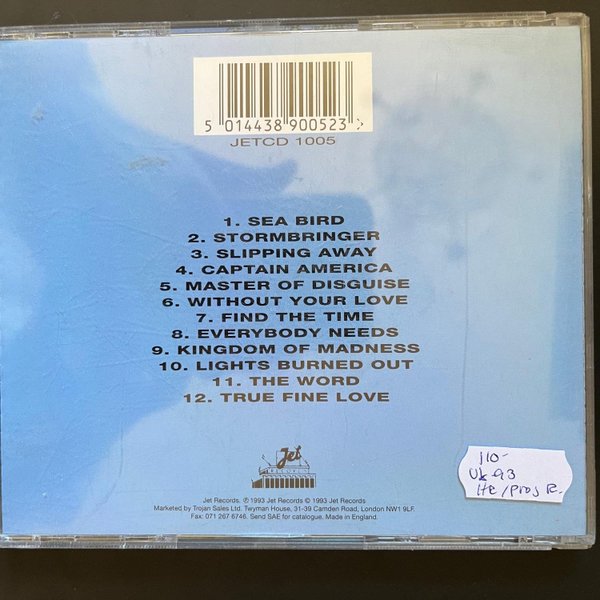 5 014438 900523 >
JETCD 1005
1. SEA BIRD
2. STORMBRINGER
3. SLIPPING AWAY
4. CAPTAIN AMERICA
5. MASTER OF DISGUISE
6. WITHOUT YOUR LOVE
7. FIND THE TIME
8. EVERYBODY NEEDS
9. KINGDOM OF MADNESS
10. LIGHTS BURNED OUT
11. THE WORD
12. TRUE FINE LOVE
Jet
Jet Records. ℗ 1993 Jet Records © 1993 Jet Records
Marketed by Trojan Sales Ltd. Twyman House, 31-39 Camden Road, London NW1 9LF.
Fax: 071 267 6746. Send SAE for catalogue. Made in England.
110-
UK 93
HR/Prog R.